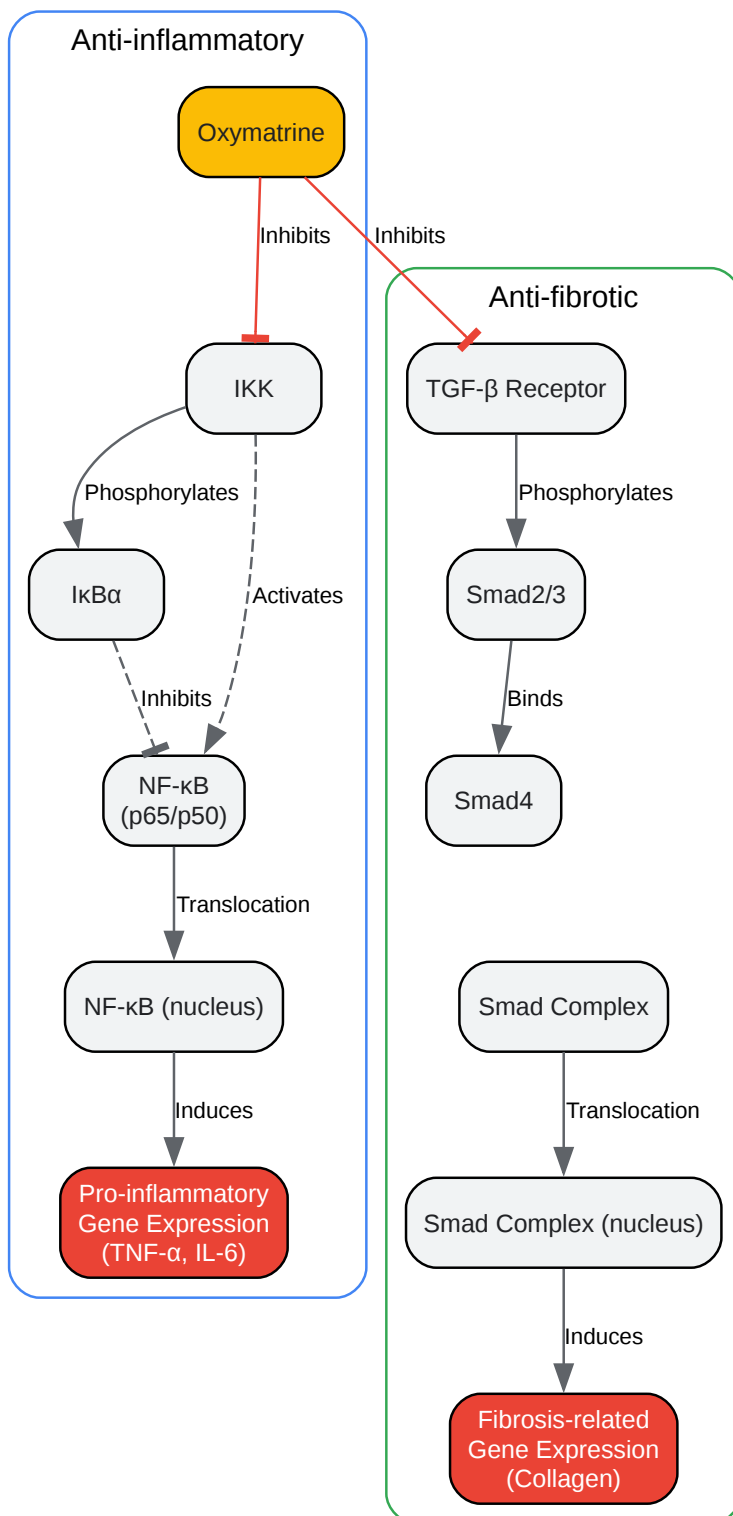 Anti-inflammatory
Oxymatrine
Inhibits
Inhibits
Anti-fibrotic
IKK
TGF-β Receptor
Phosphorylates
Phosphorylates
IκBα
Activates
Smad2/3
Inhibits
Binds
NF-κB
(p65/p50)
Smad4
Translocation
NF-κB (nucleus)
Smad Complex
Induces
Translocation
Pro-inflammatory
Gene Expression
(TNF-α, IL-6)
Smad Complex (nucleus)
Induces
Fibrosis-related
Gene Expression
(Collagen)